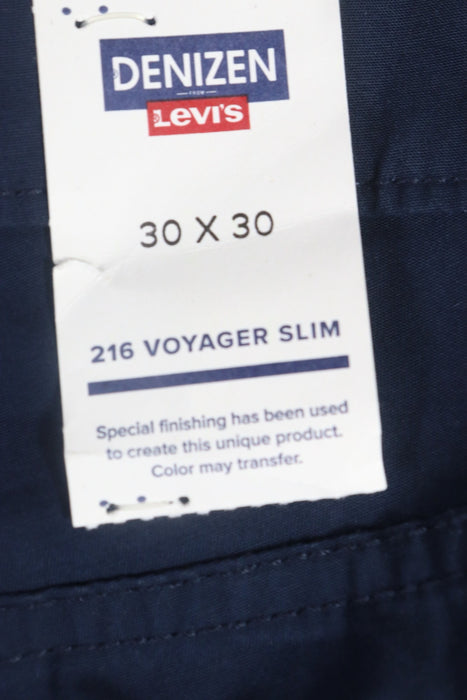 DENIZEN
FROM
Levi's
30 X 30
216 VOYAGER SLIM
Special finishing has been used
to create this unique product.
Color may transfer.